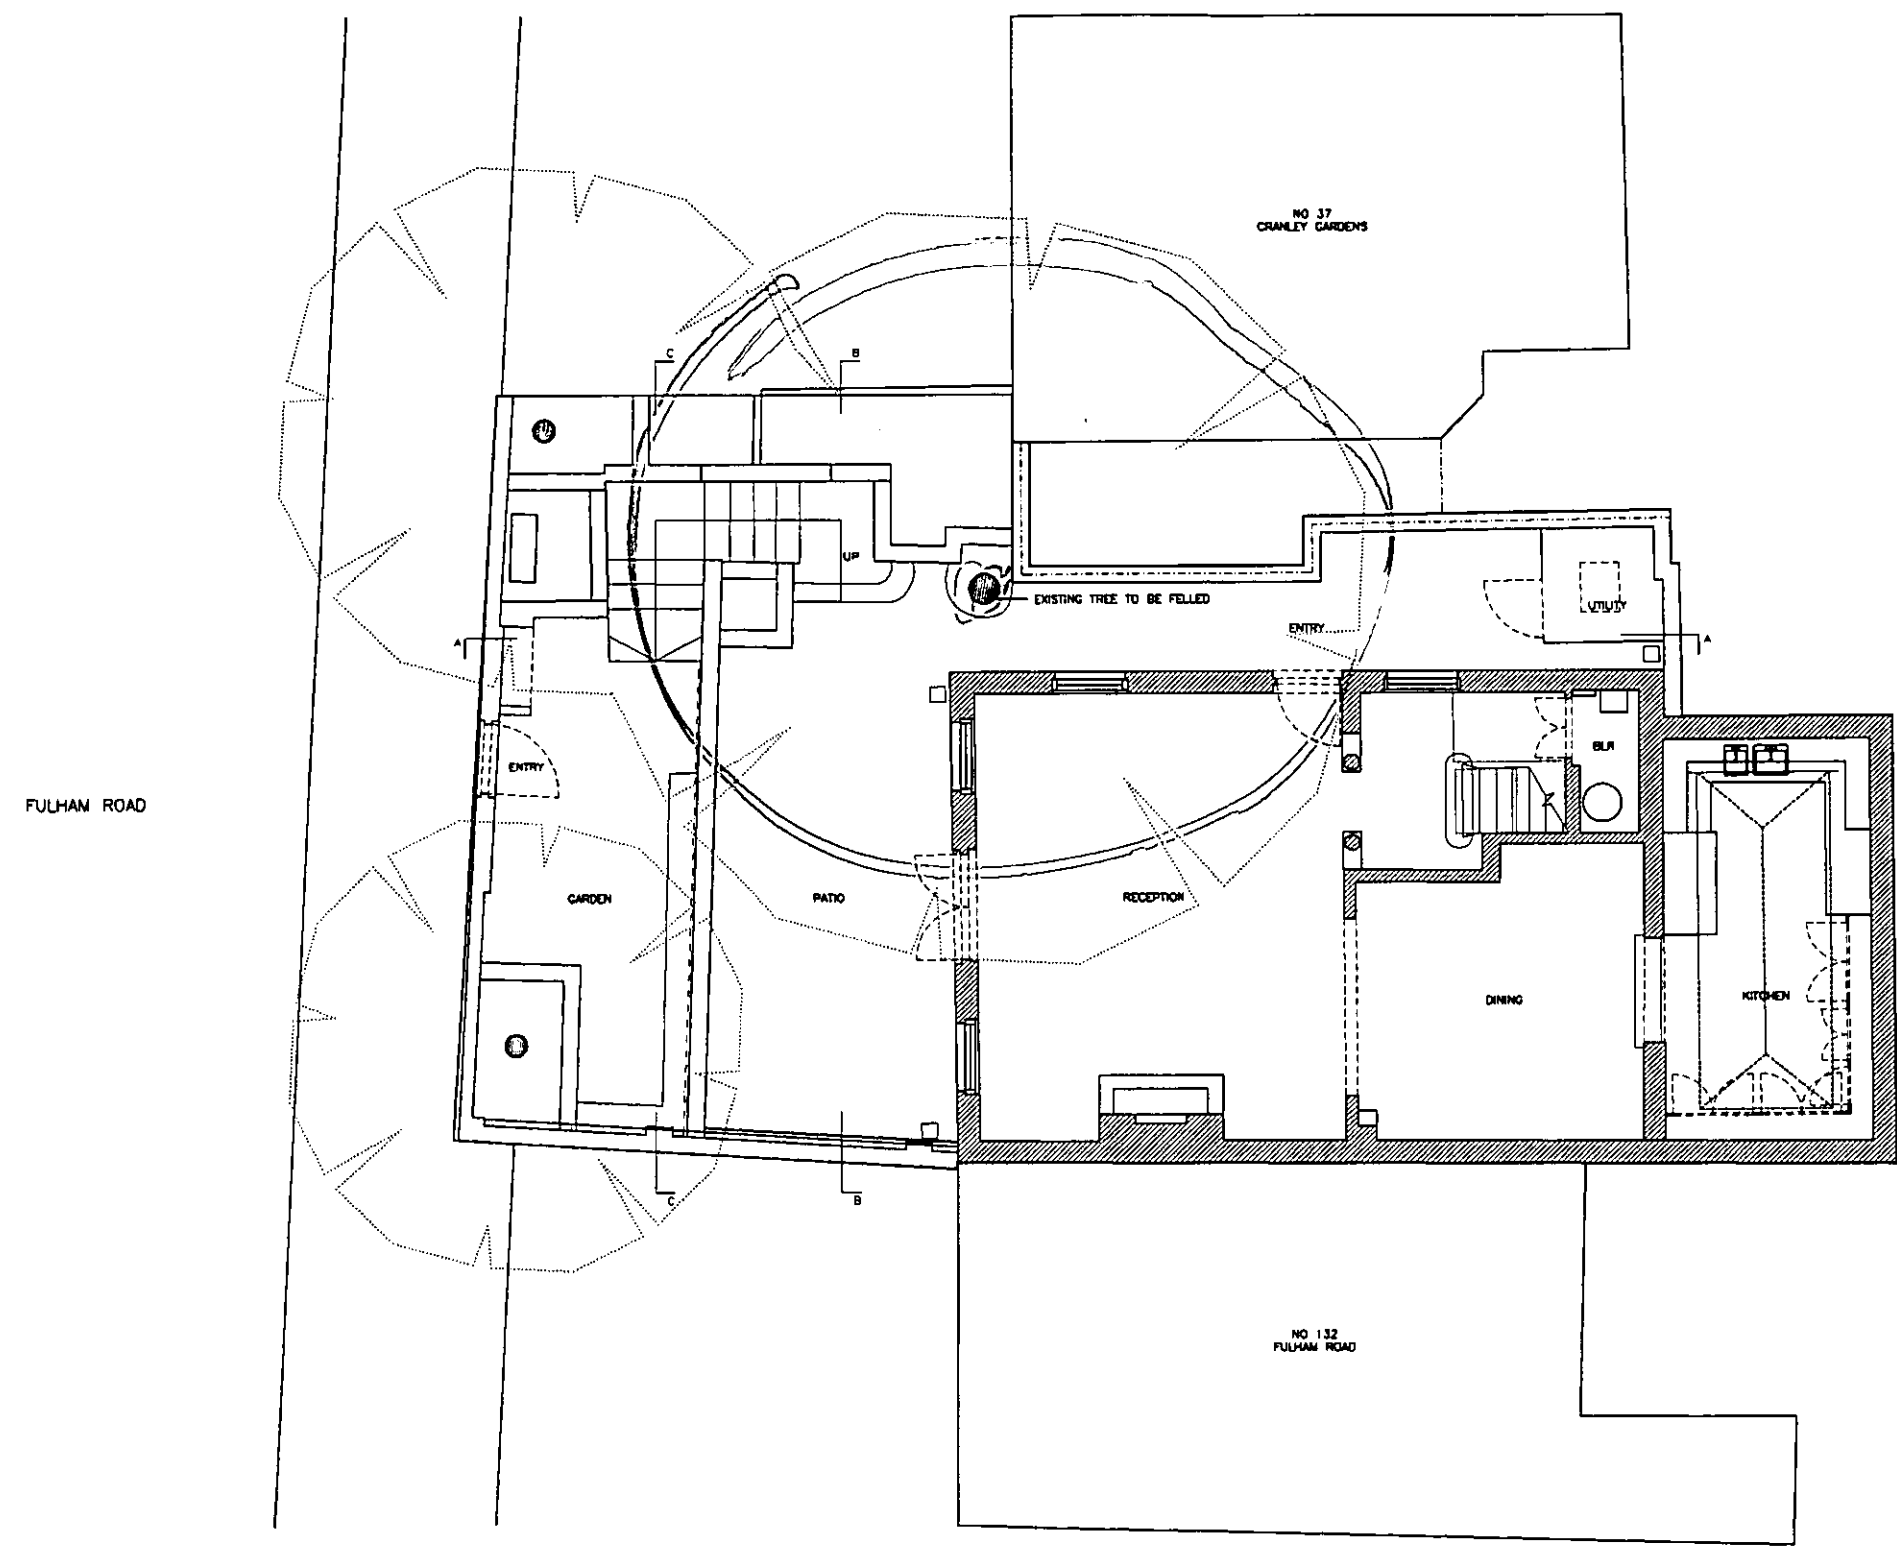 NO 37
CRANLEY GARDENS
C
B
UP
EXISTING TREE TO BE FELLED
UTILITY
ENTRY
A
A
BLR
ENTRY
FULHAM ROAD
GARDEN
PATIO
RECEPTION
DINING
KITCHEN
C
B
NO 132
FULHAM ROAD